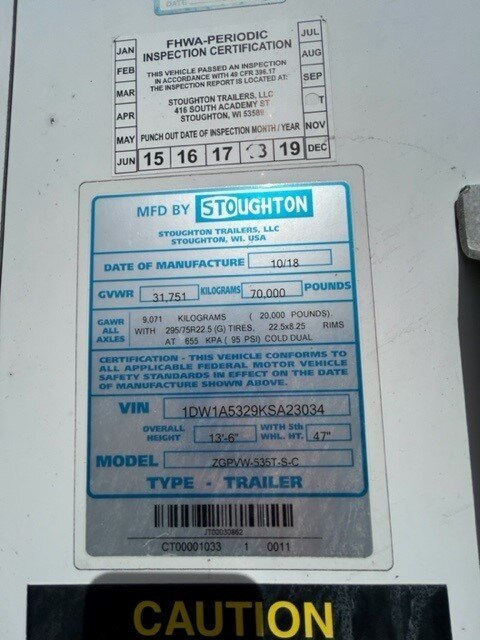 FHWA-PERIODIC
INSPECTION CERTIFICATION
THIS VEHICLE PASSED AN INSPECTION
IN ACCORDANCE WITH 49 CFR 396.17
THE INSPECTION REPORT IS LOCATED AT:
STOUGHTON TRAILERS, LLC
416 SOUTH ACADEMY ST
STOUGHTON, WI 53589
PUNCH OUT DATE OF INSPECTION MONTH / YEAR
JAN
FEB
MAR
APR
MAY
JUN
15 16 17 18 19
JUL
AUG
SEP
T
NOV
DEC
MFD BY STOUGHTON
STOUGHTON TRAILERS, LLC
STOUGHTON, WI. USA
DATE OF MANUFACTURE 10/18
GVWR 31,751 KILOGRAMS 70,000 POUNDS
GAWR ALL AXLES
9,071 KILOGRAMS ( 20,000 POUNDS).
WITH 295/75R22.5 (G) TIRES, 22.5x8.25 RIMS
AT 655 KPA ( 95 PSI) COLD DUAL
CERTIFICATION - THIS VEHICLE CONFORMS TO
ALL APPLICABLE FEDERAL MOTOR VEHICLE
SAFETY STANDARDS IN EFFECT ON THE DATE
OF MANUFACTURE SHOWN ABOVE.
VIN 1DW1A5329KSA23034
OVERALL HEIGHT 13'-6" WITH 5th WHL. HT. 47"
MODEL ZGPVW-535T-S-C
TYPE - TRAILER
JT00030862
CT00001033 1 0011
CAUTION